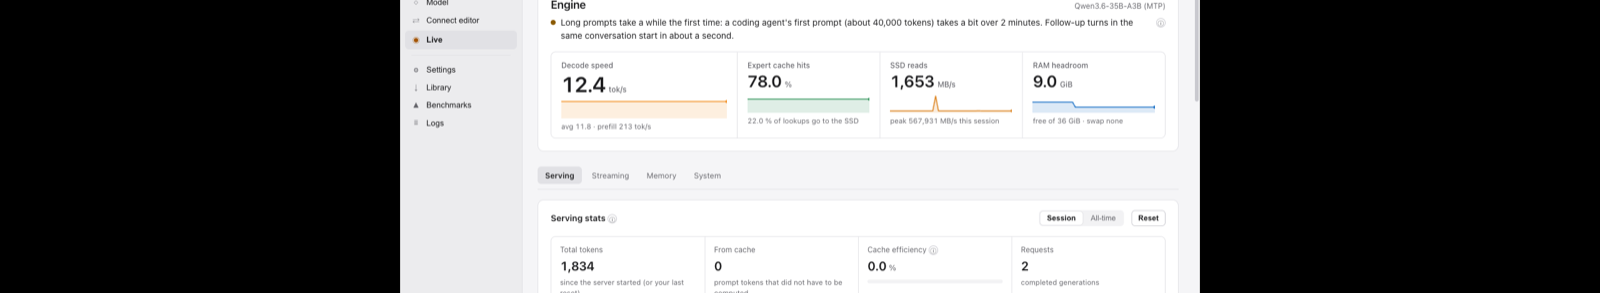 Model
Connect editor
Live
Settings
Library
Benchmarks
Logs
Engine
Qwen3.6-35B-A3B (MTP)
Long prompts take a while the first time: a coding agent's first prompt (about 40,000 tokens) takes a bit over 2 minutes. Follow-up turns in the
same conversation start in about a second.
Decode speed
12.4 tok/s
avg 11.8 · prefill 213 tok/s
Expert cache hits
78.0 %
22.0 % of lookups go to the SSD
SSD reads
1,653 MB/s
peak 567,931 MB/s this session
RAM headroom
9.0 GiB
free of 36 GiB · swap none
Serving
Streaming
Memory
System
Serving stats
Session
All-time
Reset
Total tokens
1,834
since the server started (or your last
From cache
0
prompt tokens that did not have to be
Cache efficiency
0.0 %
Requests
2
completed generations